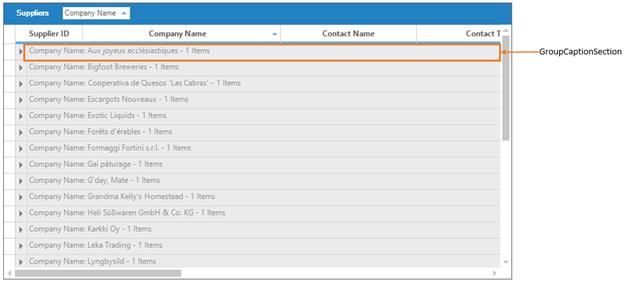 Suppliers Company Name
Supplier ID Company Name Contact Name Contact T
Company Name: Aux joyeux ecclésiastiques - 1 Items GroupCaptionSection
Company Name: Bigfoot Breweries - 1 Items
Company Name: Cooperativa de Quesos 'Las Cabras' - 1 Items
Company Name: Escargots Nouveaux - 1 Items
Company Name: Exotic Liquids - 1 Items
Company Name: Forêts d'érables - 1 Items
Company Name: Formaggi Fortini s.r.l. - 1 Items
Company Name: Gai pâturage - 1 Items
Company Name: G'day, Mate - 1 Items
Company Name: Grandma Kelly's Homestead - 1 Items
Company Name: Heli Süßwaren GmbH & Co. KG - 1 Items
Company Name: Karkki Oy - 1 Items
Company Name: Leka Trading - 1 Items
Company Name: Lyngbysild - 1 Items